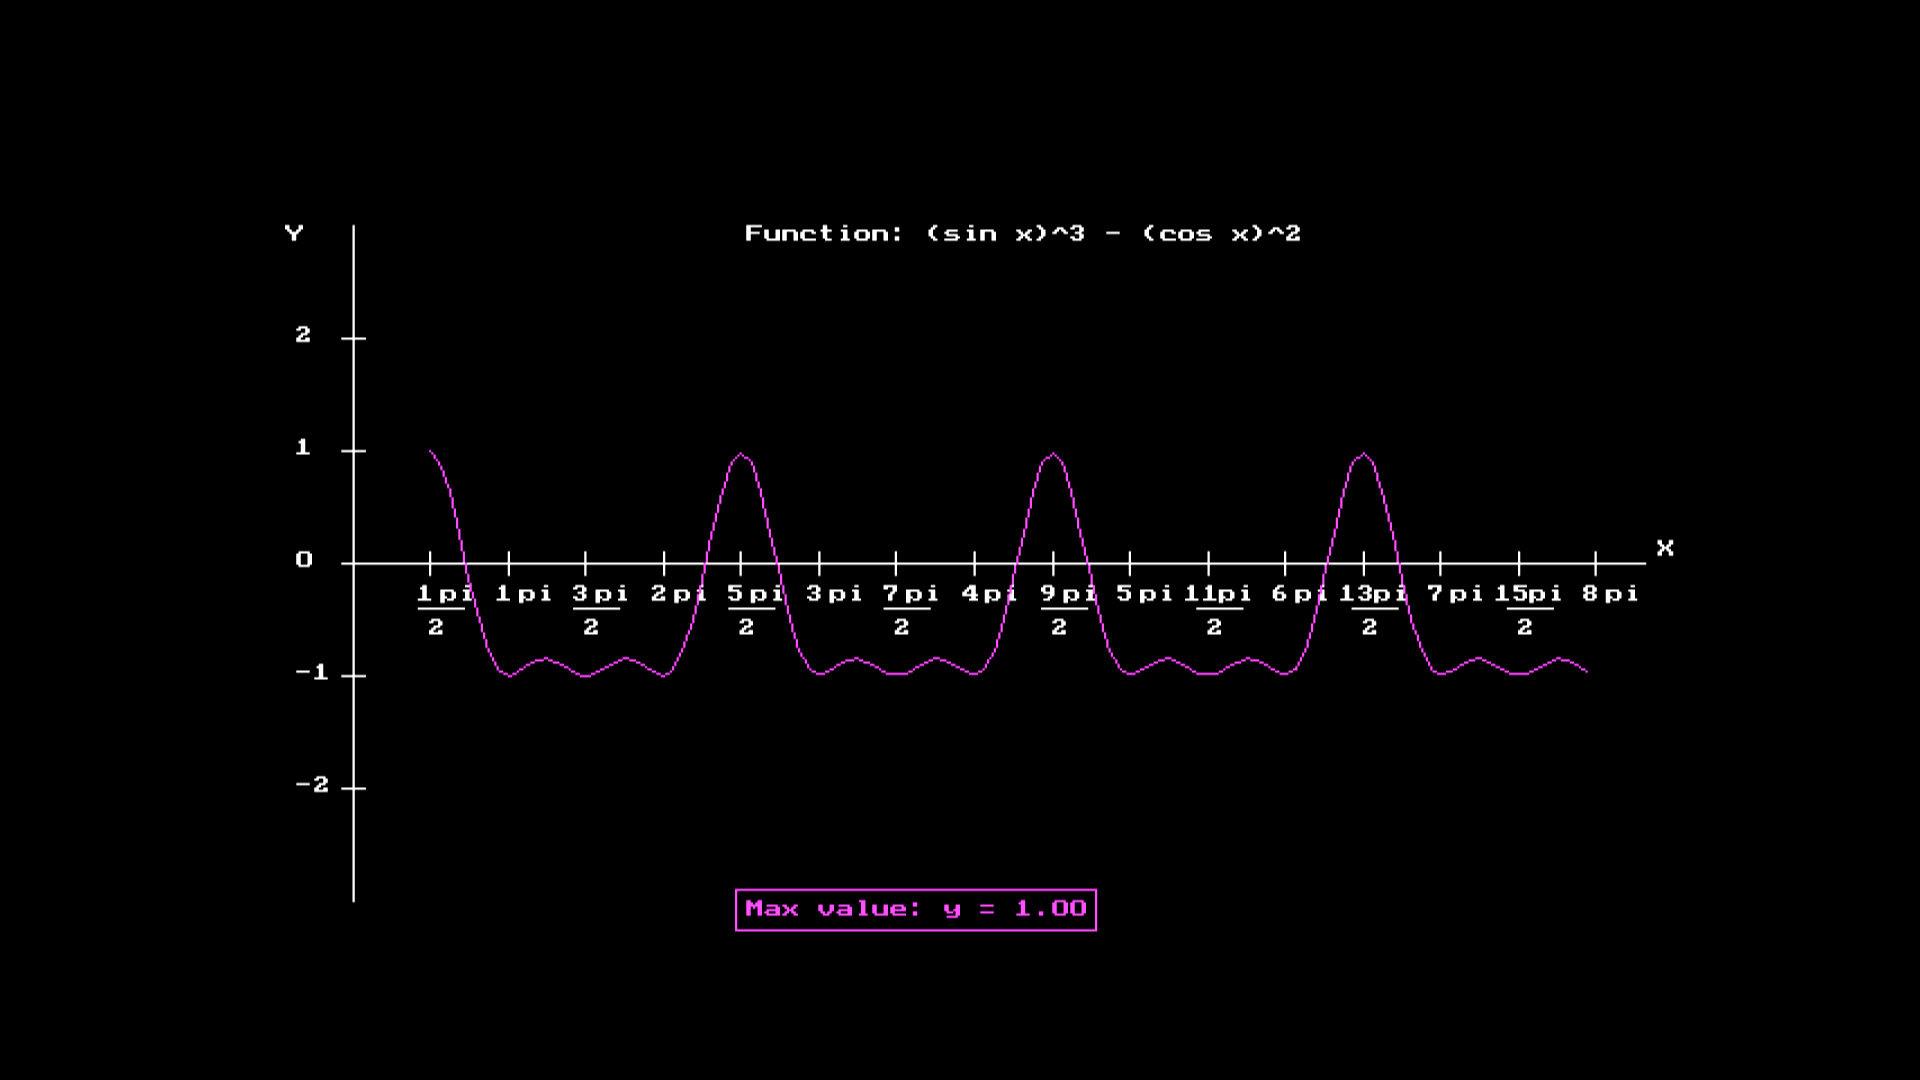 Y
Function: (sin x)^3 - (cos x)^2
2
1
0
X
1pi 1pi 3pi 2pi 5pi 3pi 7pi 4pi 9pi 5pi 11pi 6pi 13pi 7pi 15pi 8pi
2 2 2 2 2 2 2 2
-1
-2
Max value: y = 1.00